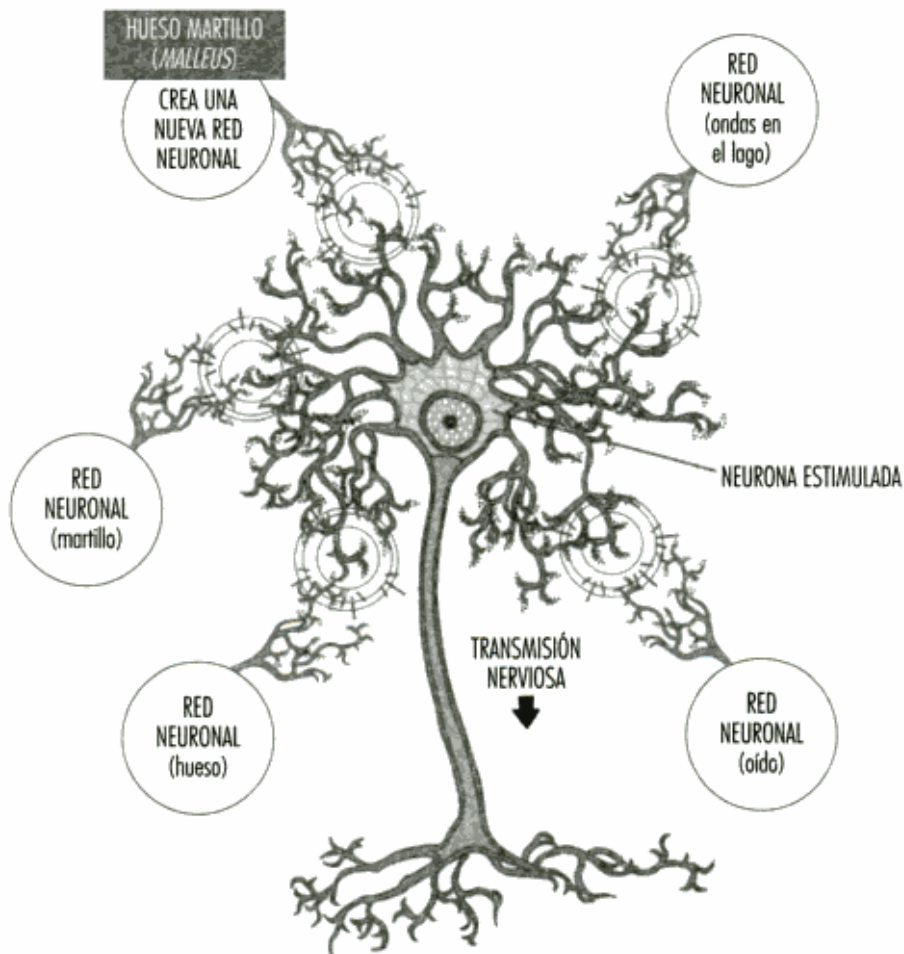 HUESO MARTILLO
(MALLEUS)
CREA UNA
NUEVA RED
NEURONAL
RED
NEURONAL
(ondas en
el lago)
RED
NEURONAL
(martillo)
NEURONA ESTIMULADA
TRANSMISIÓN
NERVIOSA
RED
NEURONAL
(hueso)
RED
NEURONAL
(oído)